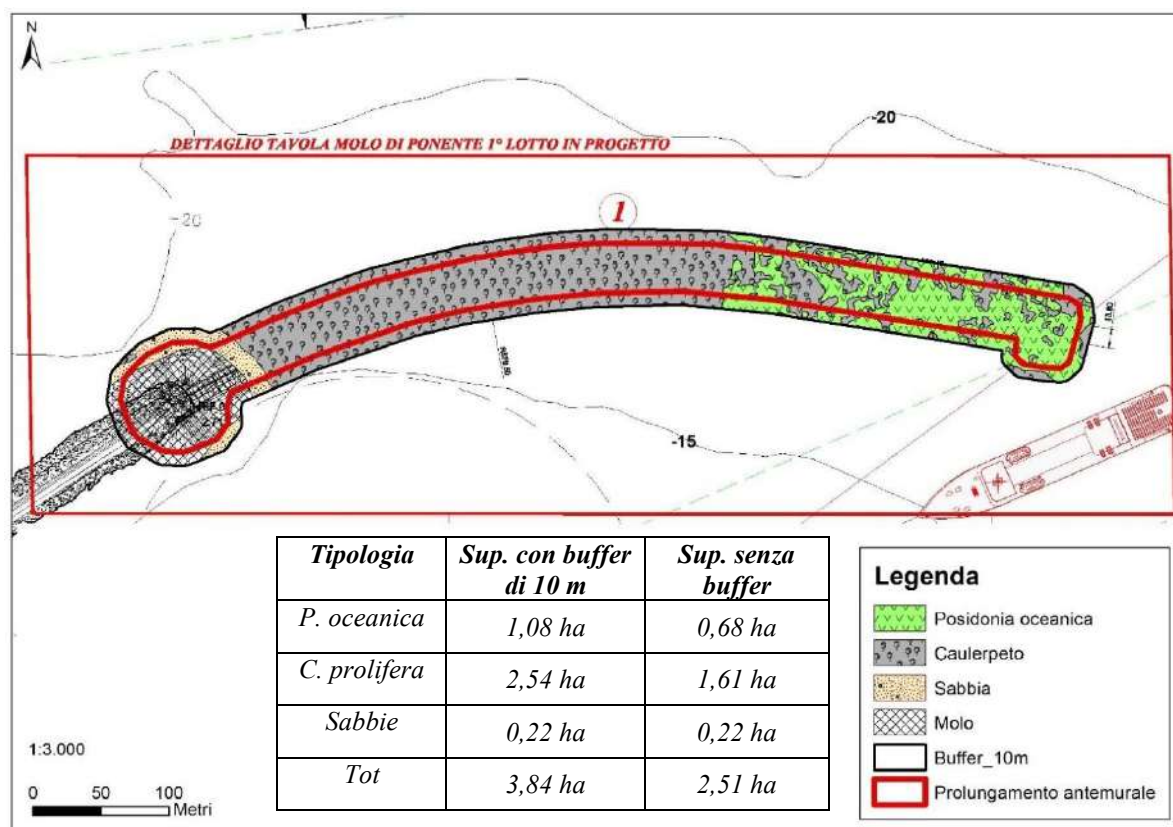 N
DETTAGLIO TAVOLA MOLO DI PONENTE 1° LOTTO IN PROGETTO
-20
-20
1
-15
Tipologia Sup. con buffer di 10 m Sup. senza buffer
P. oceanica 1,08 ha 0,68 ha
C. prolifera 2,54 ha 1,61 ha
Sabbie 0,22 ha 0,22 ha
Tot 3,84 ha 2,51 ha
Legenda
Posidonia oceanica
Caulerpeto
Sabbia
Molo
Buffer_10m
Prolungamento antemurale
1:3.000
0 50 100
Metri